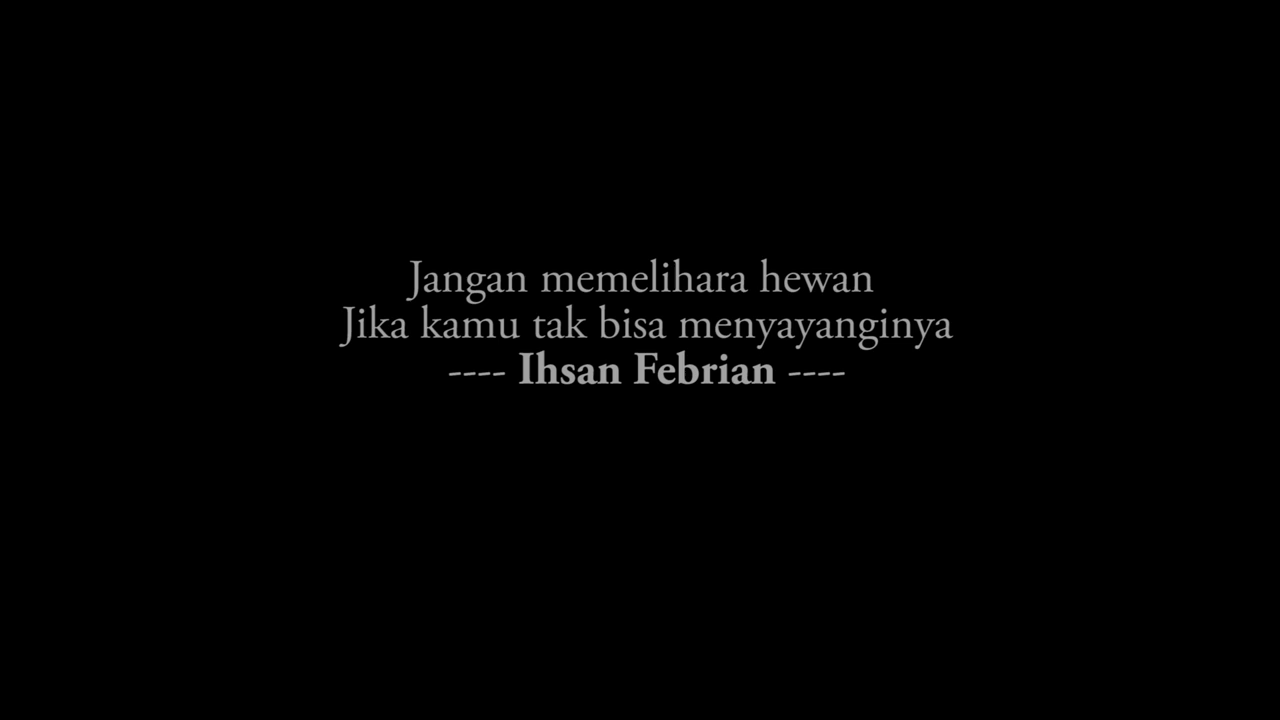 Jangan memelihara hewan
Jika kamu tak bisa menyayanginya
---- Ihsan Febrian ----